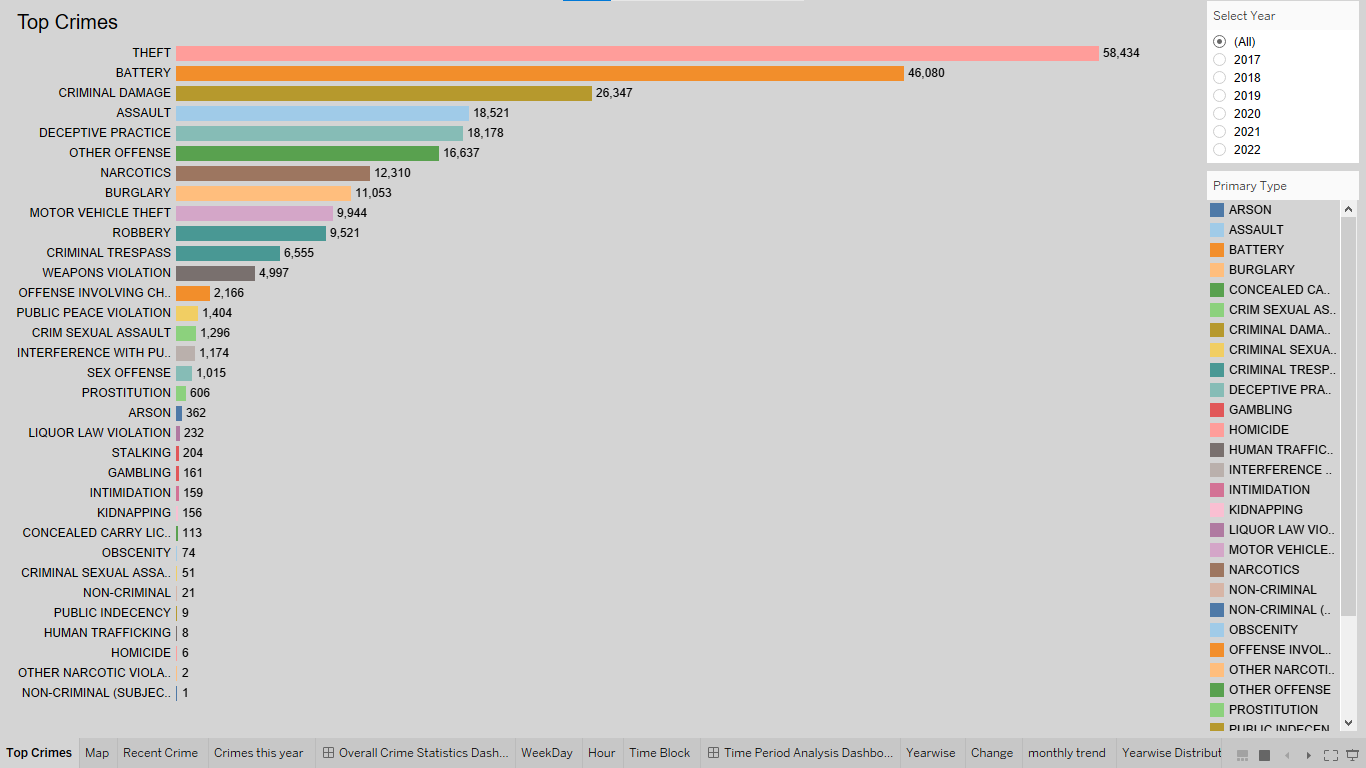 Top Crimes
THEFT 58,434
BATTERY 46,080
CRIMINAL DAMAGE 26,347
ASSAULT 18,521
DECEPTIVE PRACTICE 18,178
OTHER OFFENSE 16,637
NARCOTICS 12,310
BURGLARY 11,053
MOTOR VEHICLE THEFT 9,944
ROBBERY 9,521
CRIMINAL TRESPASS 6,555
WEAPONS VIOLATION 4,997
OFFENSE INVOLVING CH.. 2,166
PUBLIC PEACE VIOLATION 1,404
CRIM SEXUAL ASSAULT 1,296
INTERFERENCE WITH PU.. 1,174
SEX OFFENSE 1,015
PROSTITUTION 606
ARSON 362
LIQUOR LAW VIOLATION 232
STALKING 204
GAMBLING 161
INTIMIDATION 159
KIDNAPPING 156
CONCEALED CARRY LIC.. 113
OBSCENITY 74
CRIMINAL SEXUAL ASSA.. 51
NON-CRIMINAL 21
PUBLIC INDECENCY 9
HUMAN TRAFFICKING 8
HOMICIDE 6
OTHER NARCOTIC VIOLA.. 2
NON-CRIMINAL (SUBJEC.. 1
Select Year
(All)
2017
2018
2019
2020
2021
2022
Primary Type
ARSON
ASSAULT
BATTERY
BURGLARY
CONCEALED CA..
CRIM SEXUAL AS..
CRIMINAL DAMA..
CRIMINAL SEXUA..
CRIMINAL TRESP..
DECEPTIVE PRA..
GAMBLING
HOMICIDE
HUMAN TRAFFIC..
INTERFERENCE ..
INTIMIDATION
KIDNAPPING
LIQUOR LAW VIO..
MOTOR VEHICLE..
NARCOTICS
NON-CRIMINAL
NON-CRIMINAL (..
OBSCENITY
OFFENSE INVOL..
OTHER NARCOTI..
OTHER OFFENSE
PROSTITUTION
PUBLIC INDECEN
Top Crimes Map Recent Crime Crimes this year Overall Crime Statistics Dash... WeekDay Hour Time Block Time Period Analysis Dashbo... Yearwise Change monthly trend Yearwise Distribut